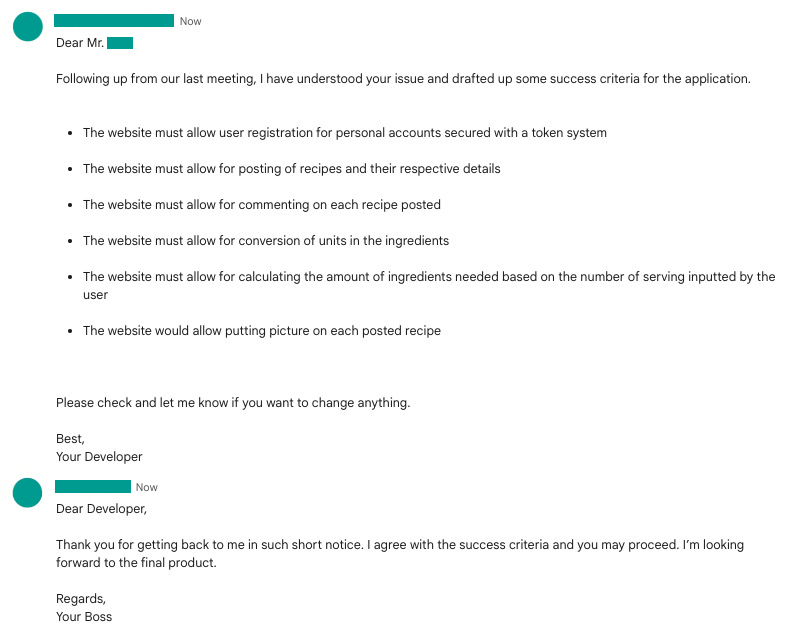 Now
Dear Mr.
Following up from our last meeting, I have understood your issue and drafted up some success criteria for the application.
• The website must allow user registration for personal accounts secured with a token system
• The website must allow for posting of recipes and their respective details
• The website must allow for commenting on each recipe posted
• The website must allow for conversion of units in the ingredients
• The website must allow for calculating the amount of ingredients needed based on the number of serving inputted by the
user
• The website would allow putting picture on each posted recipe
Please check and let me know if you want to change anything.
Best,
Your Developer
Now
Dear Developer,
Thank you for getting back to me in such short notice. I agree with the success criteria and you may proceed. I’m looking
forward to the final product.
Regards,
Your Boss